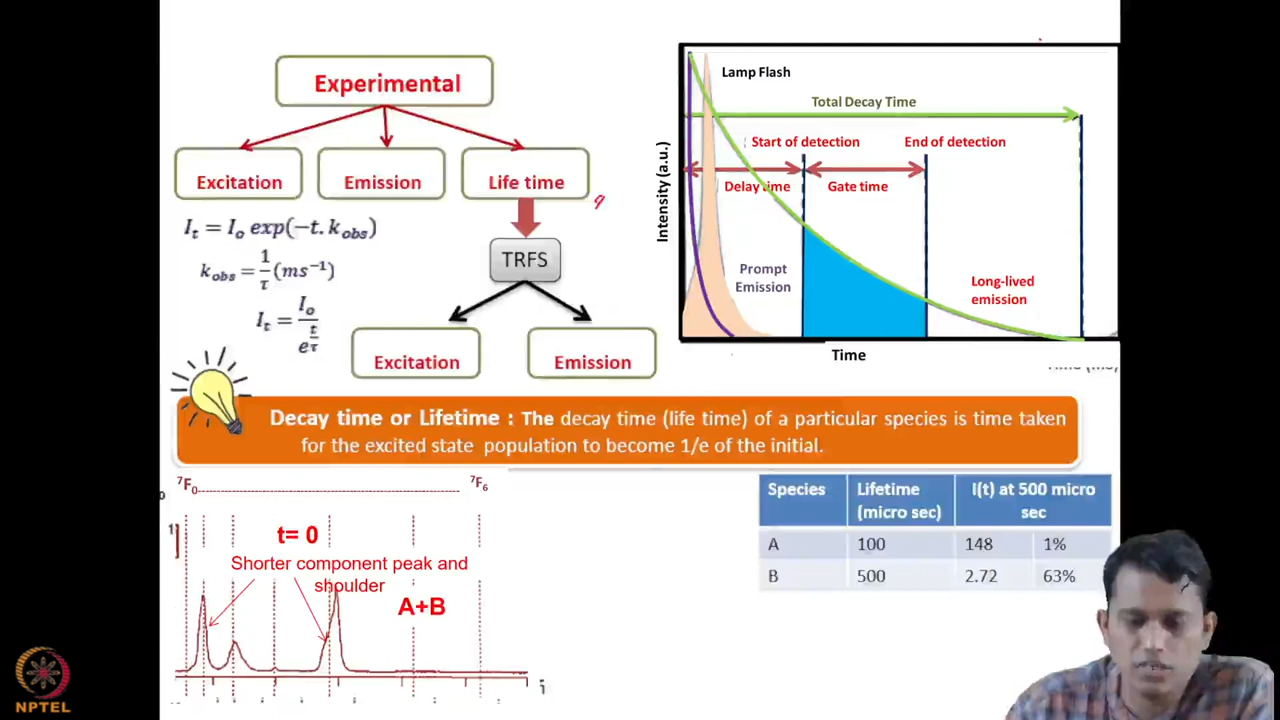 Experimental
Excitation
Emission
Life time
I_t = I_o exp(−t. k_obs)
k_obs = 1/τ (ms⁻¹)
I_t = I_o / e^(t/τ)
TRFS
Excitation
Emission
Lamp Flash
Total Decay Time
Start of detection
End of detection
Delay time
Gate time
Prompt
Emission
Long-lived
emission
Intensity (a.u.)
Time
Decay time or Lifetime : The decay time (life time) of a particular species is time taken
for the excited state population to become 1/e of the initial.
⁷F₀
⁷F₆
t= 0
Shorter component peak and
shoulder
A+B
Species Lifetime (micro sec) I(t) at 500 micro sec
A 100 148 1%
B 500 2.72 63%
NPTEL